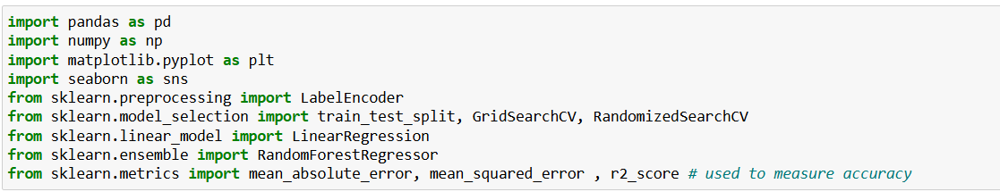 import pandas as pd
import numpy as np
import matplotlib.pyplot as plt
import seaborn as sns
from sklearn.preprocessing import LabelEncoder
from sklearn.model_selection import train_test_split, GridSearchCV, RandomizedSearchCV
from sklearn.linear_model import LinearRegression
from sklearn.ensemble import RandomForestRegressor
from sklearn.metrics import mean_absolute_error, mean_squared_error , r2_score # used to measure accuracy